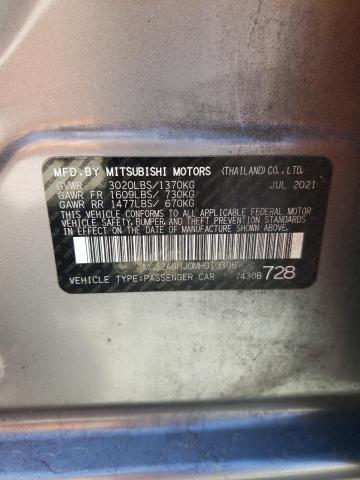 MFD.BY MITSUBISHI MOTORS (THAILAND)CO.,LTD.
GVWR 3020LBS/1370KG JUL 2021
GAWR FR 1609LBS/ 730KG
GAWR RR 1477LBS/ 670KG
THIS VEHICLE CONFORMS TO ALL APPLICABLE FEDERAL MOTOR
VEHICLE SAFETY, BUMPER, AND THEFT PREVENTION STANDARDS
IN EFFECT ON THE DATE OF MANUFACTURE SHOWN ABOVE.
VEHICLE TYPE:PASSENGER CAR 7430B 728